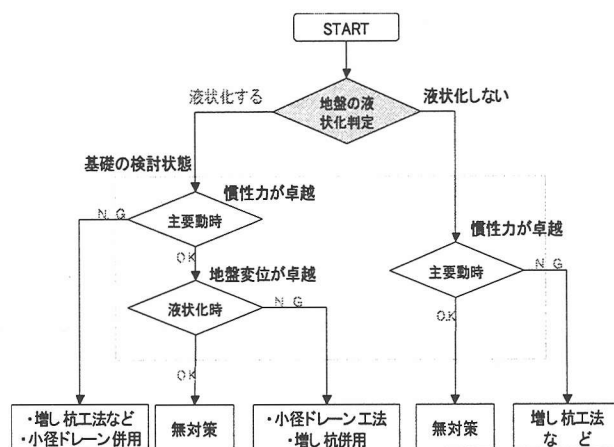 START
液状化する
地盤の液
状化判定
液状化しない
基礎の検討状態
慣性力が卓越
N G
主要動時
OK
慣性力が卓越
主要動時
N G
O.K
地盤変位が卓越
液状化時
N G
OK
・増し杭工法など
・小径ドレーン併用
無対策
・小径ドレーン工法
・増し杭併用
無対策
増し杭工法
な ど